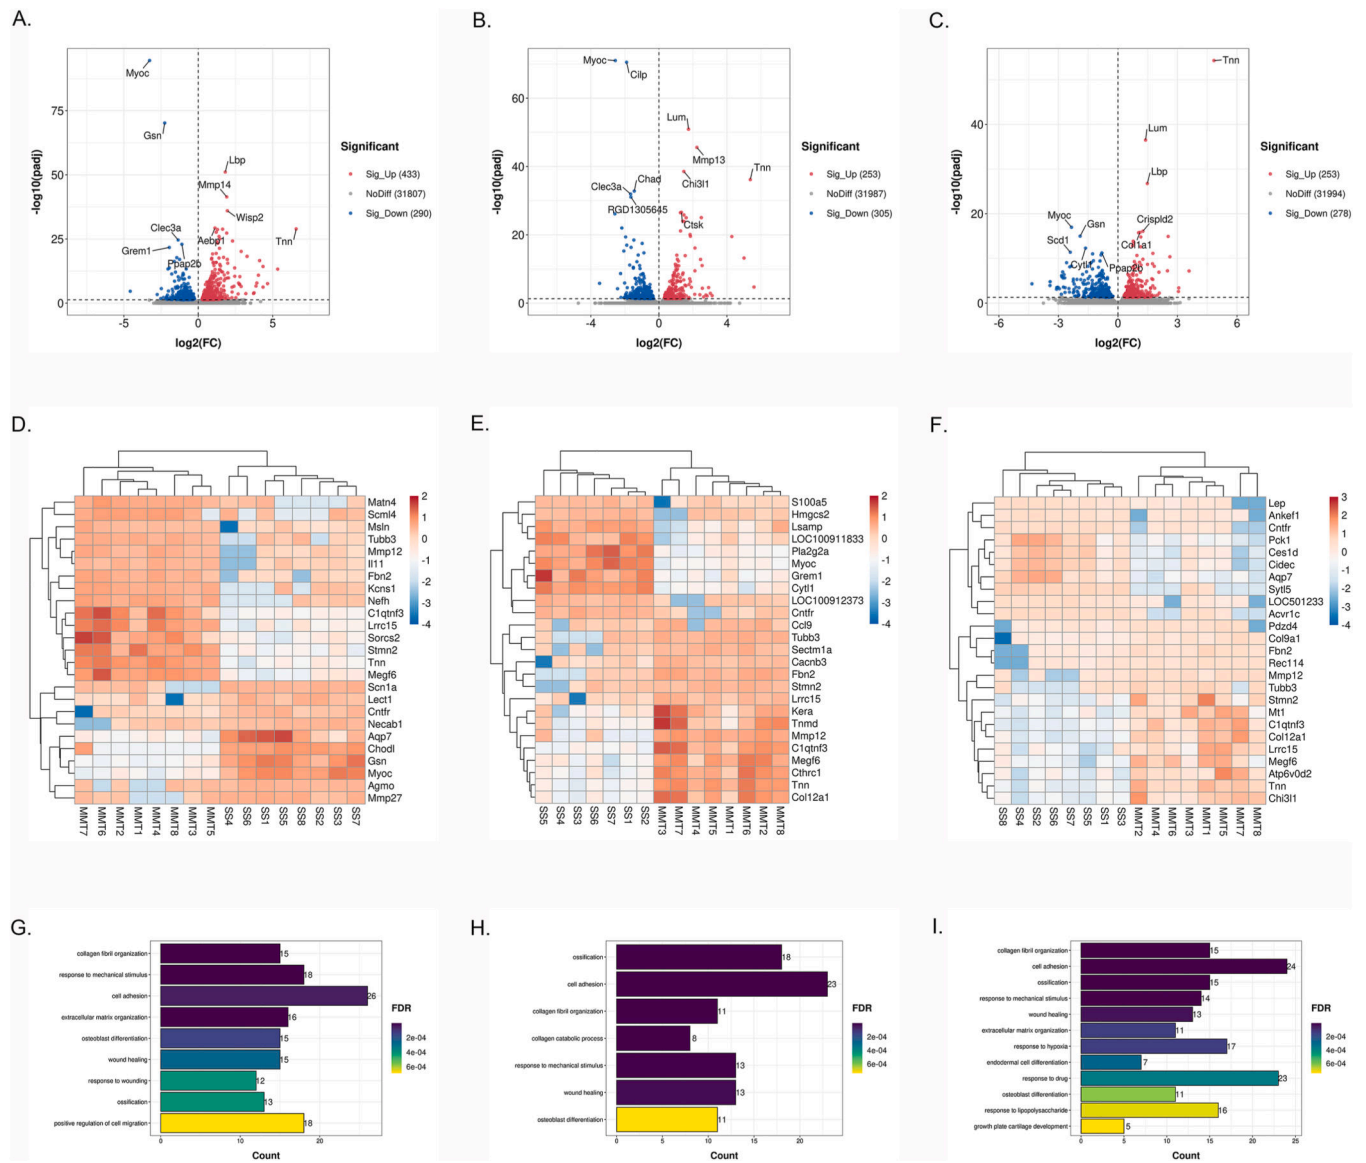 A.
B.
C.
-log10(padj)
75
50
25
0
-5
0
5
log2(FC)
Myoc
Gsn
Lbp
Mmp14
Wisp2
Clec3a
Aebp1
Tnn
Grem1
Ppap2b
Significant
Sig_Up (433)
NoDiff (31807)
Sig_Down (290)
-log10(padj)
60
40
20
0
-4
0
4
log2(FC)
Myoc
Cilp
Lum
Mmp13
Tnn
Chi3l1
Clec3a
Chad
RGD1305645
Ctsk
Significant
Sig_Up (253)
NoDiff (31987)
Sig_Down (305)
-log10(padj)
40
20
0
-6
-3
0
3
6
log2(FC)
Tnn
Lum
Lbp
Myoc
Gsn
Crispld2
Scd1
Col1a1
Cytl1
Ppap2b
Significant
Sig_Up (253)
NoDiff (31994)
Sig_Down (278)
D.
E.
F.
Matn4
Scml4
Msln
Tubb3
Mmp12
Il11
Fbn2
Kcns1
Nefh
C1qtnf3
Lrrc15
Sorcs2
Stmn2
Tnn
Megf6
Scn1a
Lect1
Cntfr
Necab1
Aqp7
Chodl
Gsn
Myoc
Agmo
Mmp27
MMT7 MMT6 MMT2 MMT1 MMT4 MMT8 MMT3 MMT5 SS4 SS6 SS1 SS5 SS8 SS2 SS3 SS7
2
1
0
-1
-2
-3
-4
S100a5
Hmgcs2
Lsamp
LOC100911833
Pla2g2a
Myoc
Grem1
Cytl1
LOC100912373
Cntfr
Ccl9
Tubb3
Sectm1a
Cacnb3
Fbn2
Stmn2
Lrrc15
Kera
Tnmd
Mmp12
C1qtnf3
Megf6
Cthrc1
Tnn
Col12a1
SS5 SS4 SS3 SS6 SS7 SS1 SS2 MMT3 MMT7 MMT4 MMT5 MMT1 MMT6 MMT2 MMT8
2
1
0
-1
-2
-3
-4
Lep
Ankef1
Cntfr
Pck1
Ces1d
Cidec
Aqp7
Sytl5
LOC501233
Acvr1c
Pdzd4
Col9a1
Fbn2
Rec114
Mmp12
Tubb3
Stmn2
Mt1
C1qtnf3
Col12a1
Lrrc15
Megf6
Atp6v0d2
Tnn
Chi3l1
SS8 SS4 SS2 SS6 SS7 SS5 SS1 SS3 MMT2 MMT4 MMT6 MMT3 MMT1 MMT5 MMT7 MMT8
3
2
1
0
-1
-2
-3
-4
G.
H.
I.
collagen fibril organization 15
response to mechanical stimulus 18
cell adhesion 26
extracellular matrix organization 16
osteoblast differentiation 15
wound healing 15
response to wounding 12
ossification 13
positive regulation of cell migration 18
0 10 20
Count
FDR
2e-04
4e-04
6e-04
ossification 18
cell adhesion 23
collagen fibril organization 11
collagen catabolic process 8
response to mechanical stimulus 13
wound healing 13
osteoblast differentiation 11
0 5 10 15 20
Count
FDR
2e-04
4e-04
6e-04
collagen fibril organization 15
cell adhesion 24
ossification 15
response to mechanical stimulus 14
wound healing 13
extracellular matrix organization 11
response to hypoxia 17
endodermal cell differentiation 7
response to drug 23
osteoblast differentiation 11
response to lipopolysaccharide 16
growth plate cartilage development 5
0 5 10 15 20 25
Count
FDR
2e-04
4e-04
6e-04